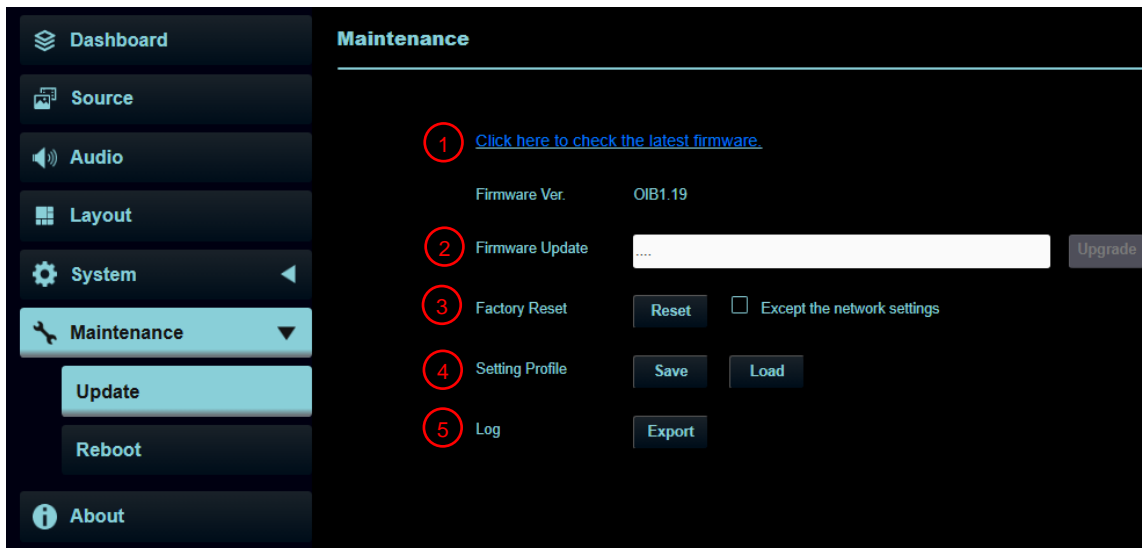 Dashboard
Source
Audio
Layout
System
Maintenance
Update
Reboot
About
Maintenance
1 Click here to check the latest firmware.
Firmware Ver. OIB1.19
2 Firmware Update .... Upgrade
3 Factory Reset Reset Except the network settings
4 Setting Profile Save Load
5 Log Export